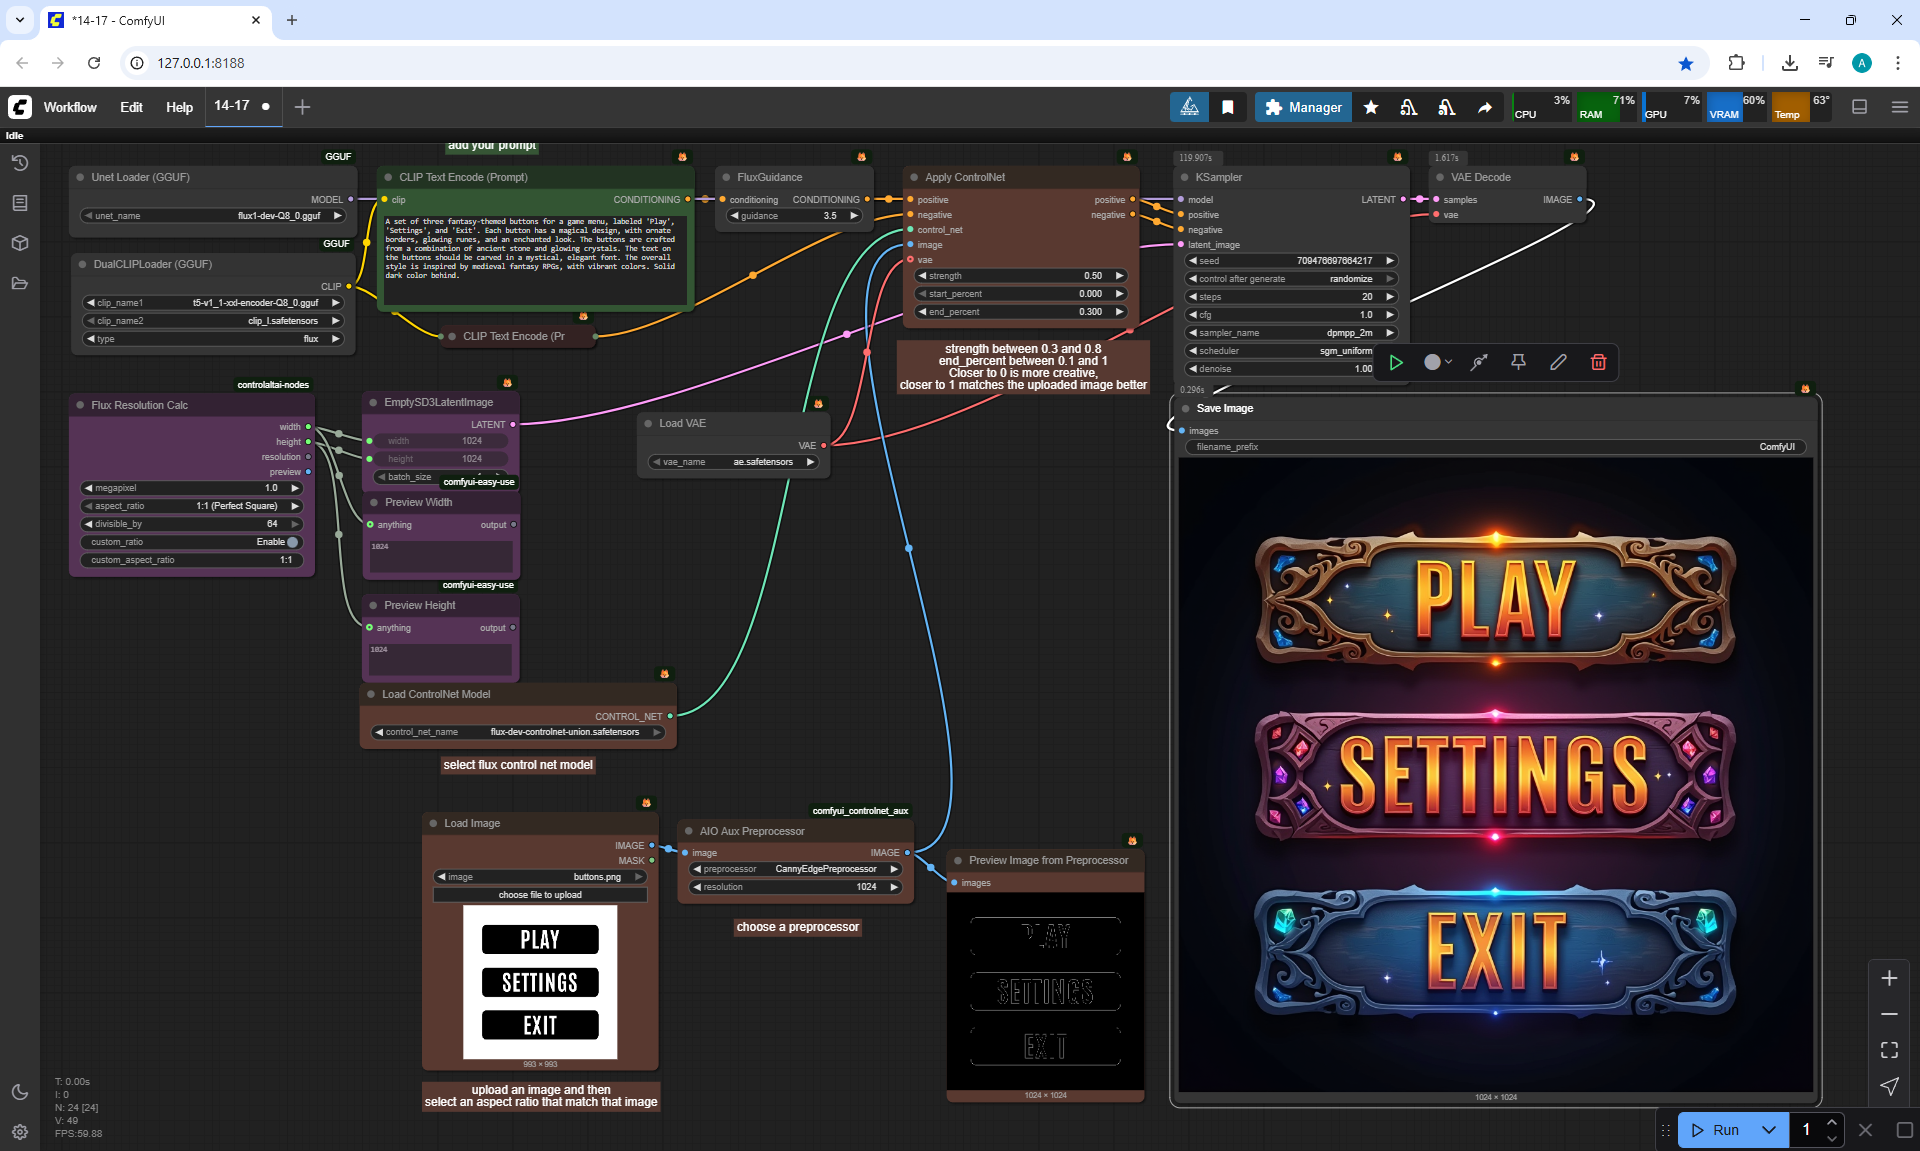 *14-17 - ComfyUI
127.0.0.1:8188
A
Workflow Edit Help 14-17
Manager
CPU 3% RAM 71% GPU 7% VRAM 60% Temp 63°
Idle
GGUF
Unet Loader (GGUF)
MODEL
unet_name flux1-dev-Q8_0.gguf
GGUF
DualCLIPLoader (GGUF)
CLIP
clip_name1 t5-v1_1-xxl-encoder-Q8_0.gguf
clip_name2 clip_l.safetensors
type flux
add your prompt
CLIP Text Encode (Prompt)
clip CONDITIONING
A set of three fantasy-themed buttons for a game menu, labeled 'Play',
'Settings', and 'Exit'. Each button has a magical design, with ornate
borders, glowing runes, and an enchanted look. The buttons are crafted
from a combination of ancient stone and glowing crystals. The text on
the buttons should be carved in a mystical, elegant font. The overall
style is inspired by medieval fantasy RPGs, with vibrant colors. Solid
dark color behind.
CLIP Text Encode (Pr
FluxGuidance
conditioning CONDITIONING
guidance 3.5
Apply ControlNet
positive positive
negative negative
control_net
image
vae
strength 0.50
start_percent 0.000
end_percent 0.300
strength between 0.3 and 0.8
end_percent between 0.1 and 1
Closer to 0 is more creative,
closer to 1 matches the uploaded image better
119.907s
KSampler
model LATENT
positive
negative
latent_image
seed 709476697664217
control after generate randomize
steps 20
cfg 1.0
sampler_name dpmpp_2m
scheduler sgm_uniform
denoise 1.00
1.617s
VAE Decode
samples IMAGE
vae
controlaltai-nodes
Flux Resolution Calc
width
height
resolution
preview
megapixel 1.0
aspect_ratio 1:1 (Perfect Square)
divisible_by 64
custom_ratio Enable
custom_aspect_ratio 1:1
EmptySD3LatentImage
LATENT
width 1024
height 1024
batch_size
comfyui-easy-use
Preview Width
anything output
1024
comfyui-easy-use
Preview Height
anything output
1024
Load VAE
VAE
vae_name ae.safetensors
Load ControlNet Model
CONTROL_NET
control_net_name flux-dev-controlnet-union.safetensors
select flux control net model
Load Image
IMAGE
MASK
image buttons.png
choose file to upload
PLAY
SETTINGS
EXIT
993 × 993
upload an image and then
select an aspect ratio that match that image
comfyui_controlnet_aux
AIO Aux Preprocessor
image IMAGE
preprocessor CannyEdgePreprocessor
resolution 1024
choose a preprocessor
Preview Image from Preprocessor
images
PLAY
SETTINGS
EXIT
1024 × 1024
0.296s
Save Image
images
filename_prefix ComfyUI
PLAY
SETTINGS
EXIT
1024 × 1024
T: 0.00s
I: 0
N: 24 [24]
V: 49
FPS:59.88
Run 1